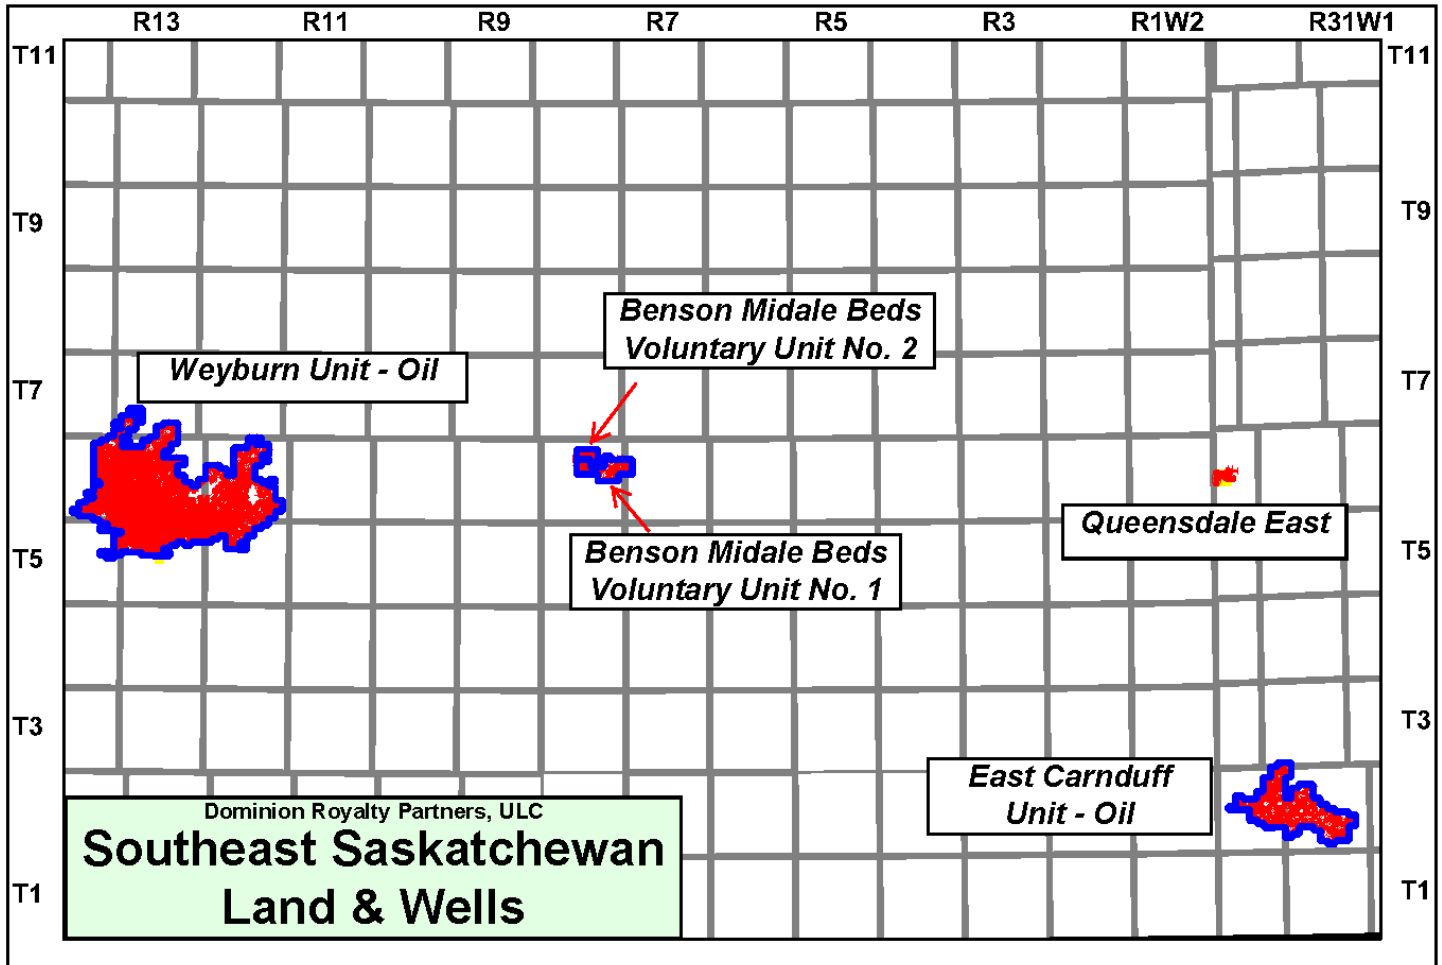 R13 R11 R9 R7 R5 R3 R1W2 R31W1
T11 T11
T9 T9
Benson Midale Beds
Voluntary Unit No. 2
Weyburn Unit - Oil
T7 T7
Queensdale East
T5 T5
Benson Midale Beds
Voluntary Unit No. 1
T3 T3
East Carnduff
Unit - Oil
Dominion Royalty Partners, ULC
Southeast Saskatchewan
Land & Wells
T1 T1